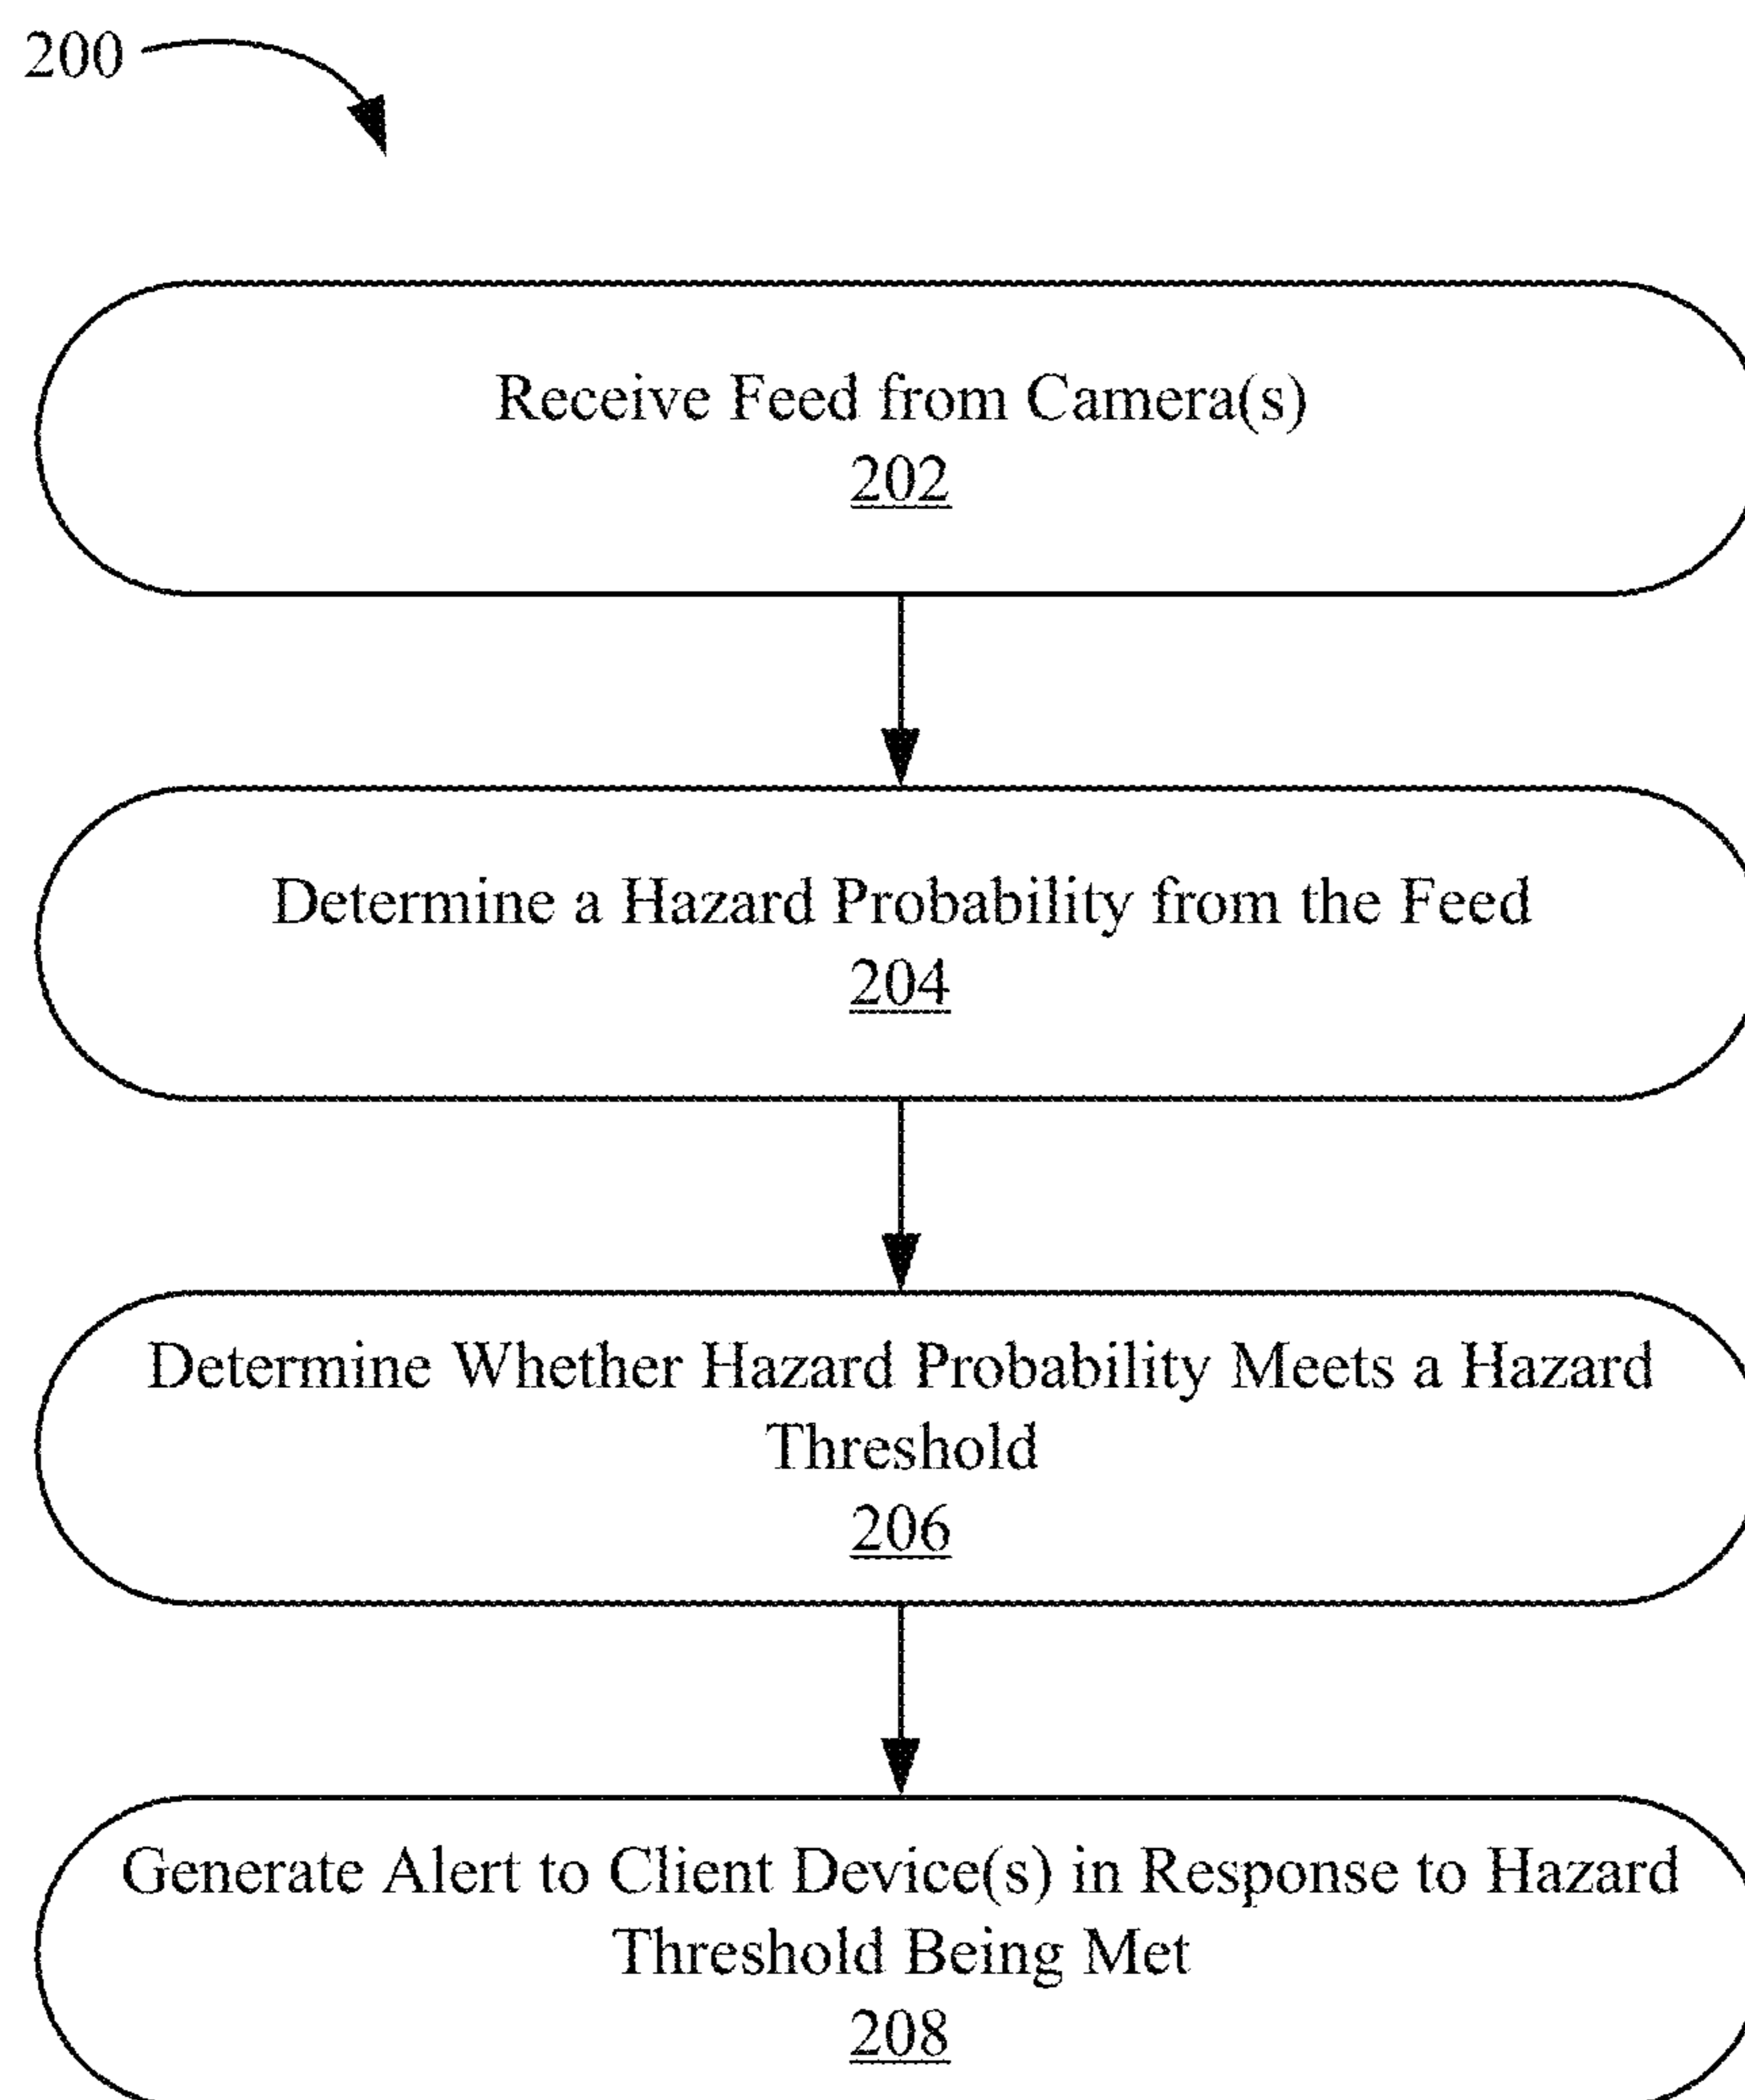 200
Receive Feed from Camera(s)
202
Determine a Hazard Probability from the Feed
204
Determine Whether Hazard Probability Meets a Hazard
Threshold
206
Generate Alert to Client Device(s) in Response to Hazard
Threshold Being Met
208